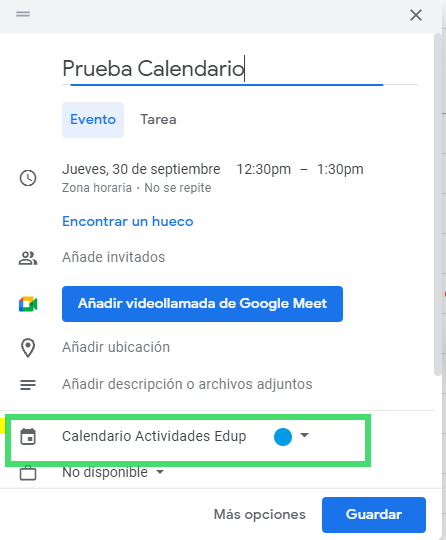 Prueba Calendario
Evento Tarea
Jueves, 30 de septiembre 12:30pm – 1:30pm
Zona horaria · No se repite
Encontrar un hueco
Añade invitados
Añadir videollamada de Google Meet
Añadir ubicación
Añadir descripción o archivos adjuntos
Calendario Actividades Edup
No disponible
Más opciones Guardar